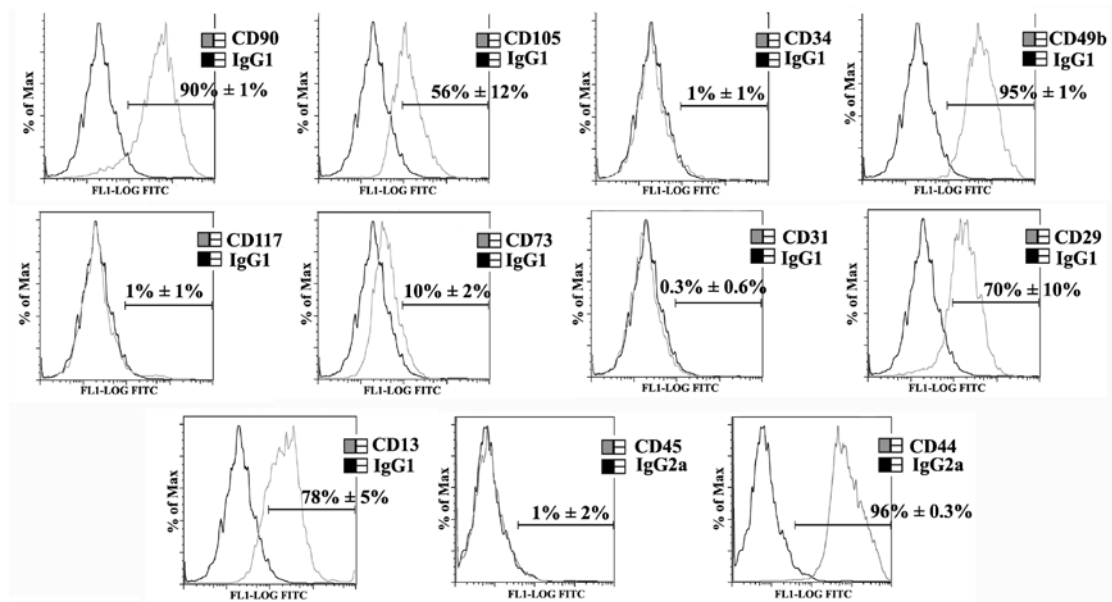 % of Max
CD90
IgG1
90% ± 1%
FL1-LOG FITC
% of Max
CD105
IgG1
56% ± 12%
FL1-LOG FITC
% of Max
CD34
IgG1
1% ± 1%
FL1-LOG FITC
% of Max
CD49b
IgG1
95% ± 1%
FL1-LOG FITC
% of Max
CD117
IgG1
1% ± 1%
FL1-LOG FITC
% of Max
CD73
IgG1
10% ± 2%
FL1-LOG FITC
% of Max
CD31
IgG1
0.3% ± 0.6%
FL1-LOG FITC
% of Max
CD29
IgG1
70% ± 10%
FL1-LOG FITC
% of Max
CD13
IgG1
78% ± 5%
FL1-LOG FITC
% of Max
CD45
IgG2a
1% ± 2%
FL1-LOG FITC
% of Max
CD44
IgG2a
96% ± 0.3%
FL1-LOG FITC